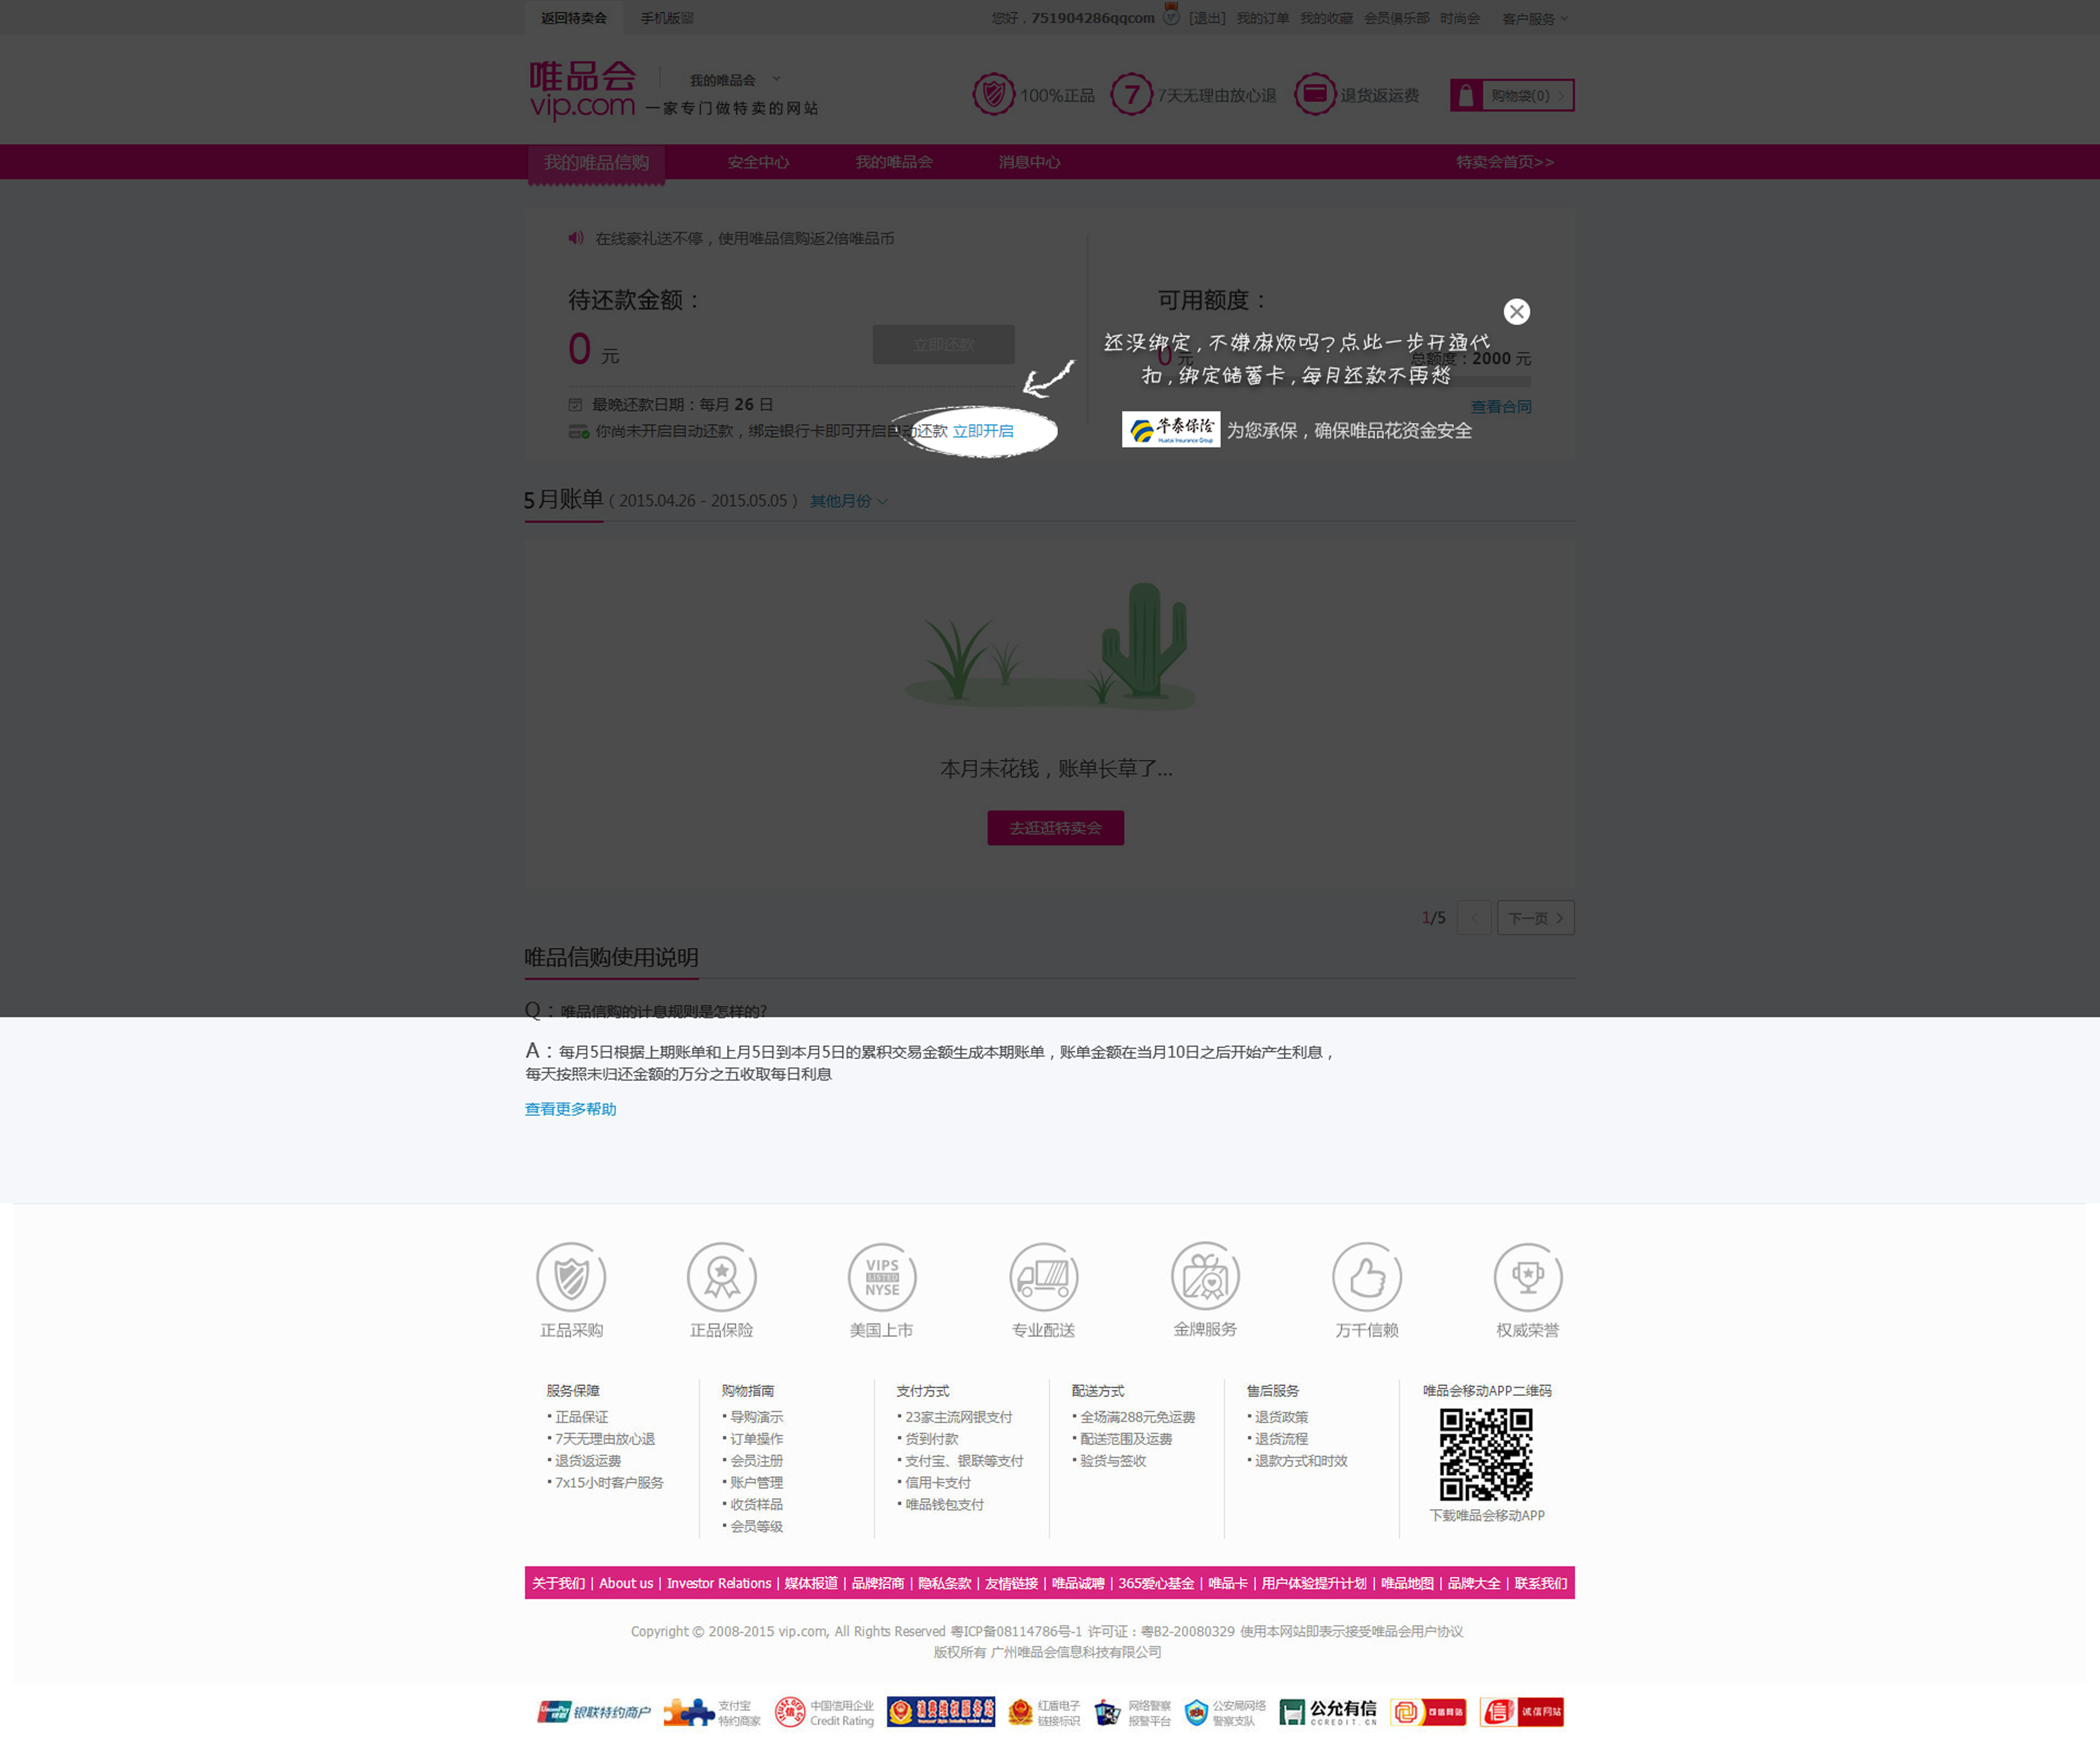 返回特卖会 手机版
您好，751904286qqcom [退出] 我的订单 我的收藏 会员俱乐部 时尚会 客户服务
唯品会
vip.com
我的唯品会
一家专门做特卖的网站
100%正品
7
7天无理由放心退
退货返运费
购物袋(0)
我的唯品信购 安全中心 我的唯品会 消息中心 特卖会首页>>
在线豪礼送不停，使用唯品信购返2倍唯品币
待还款金额：
0 元
立即还款
最晚还款日期：每月 26 日
你尚未开启自动还款，绑定银行卡即可开启自动还款 立即开启
可用额度：
0 元
总额度：2000 元
查看合同
还没绑定,不嫌麻烦吗?点此一步开通代
扣,绑定储蓄卡,每月还款不再愁
华泰保险
Huatai Insurance Group
为您承保，确保唯品花资金安全
5月账单（2015.04.26 - 2015.05.05） 其他月份
本月未花钱，账单长草了...
去逛逛特卖会
1/5 下一页
唯品信购使用说明
Q：唯品信购的计息规则是怎样的?
A：每月5日根据上期账单和上月5日到本月5日的累积交易金额生成本期账单，账单金额在当月10日之后开始产生利息，
每天按照未归还金额的万分之五收取每日利息
查看更多帮助
VIPS
LISTED
NYSE
正品采购 正品保险 美国上市 专业配送 金牌服务 万千信赖 权威荣誉
服务保障
正品保证
7天无理由放心退
退货返运费
7x15小时客户服务
购物指南
导购演示
订单操作
会员注册
账户管理
收货样品
会员等级
支付方式
23家主流网银支付
货到付款
支付宝、银联等支付
信用卡支付
唯品钱包支付
配送方式
全场满288元免运费
配送范围及运费
验货与签收
售后服务
退货政策
退货流程
退款方式和时效
唯品会移动APP二维码
下载唯品会移动APP
关于我们 | About us | Investor Relations | 媒体报道 | 品牌招商 | 隐私条款 | 友情链接 | 唯品诚聘 | 365爱心基金 | 唯品卡 | 用户体验提升计划 | 唯品地图 | 品牌大全 | 联系我们
Copyright © 2008-2015 vip.com, All Rights Reserved 粤ICP备08114786号-1 许可证：粤B2-20080329 使用本网站即表示接受唯品会用户协议
版权所有 广州唯品会信息科技有限公司
银联特约商户
支付宝
特约商家
中国信用企业
Credit Rating
消费维权服务站
红盾电子
链接标识
网络警察
报警平台
公安局网络
警察支队
公允有信
CCREDIT.CN
可信网站
诚信网站